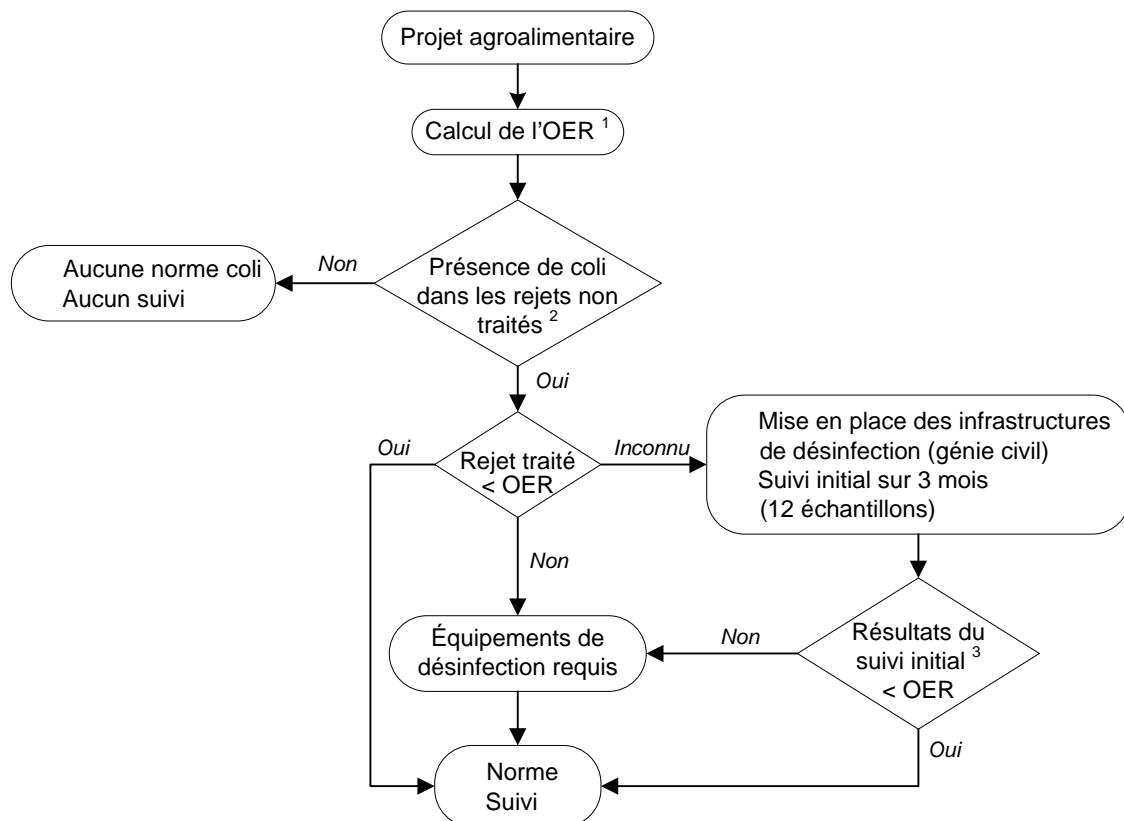 Projet agroalimentaire
Calcul de l'OER 1
Non
Aucune norme coli
Aucun suivi
Présence de coli
dans les rejets non
traités 2
Oui
Oui
Rejet traité
< OER
Inconnu
Mise en place des infrastructures
de désinfection (génie civil)
Suivi initial sur 3 mois
(12 échantillons)
Non
Équipements de
désinfection requis
Non
Résultats du
suivi initial 3
< OER
Oui
Norme
Suivi